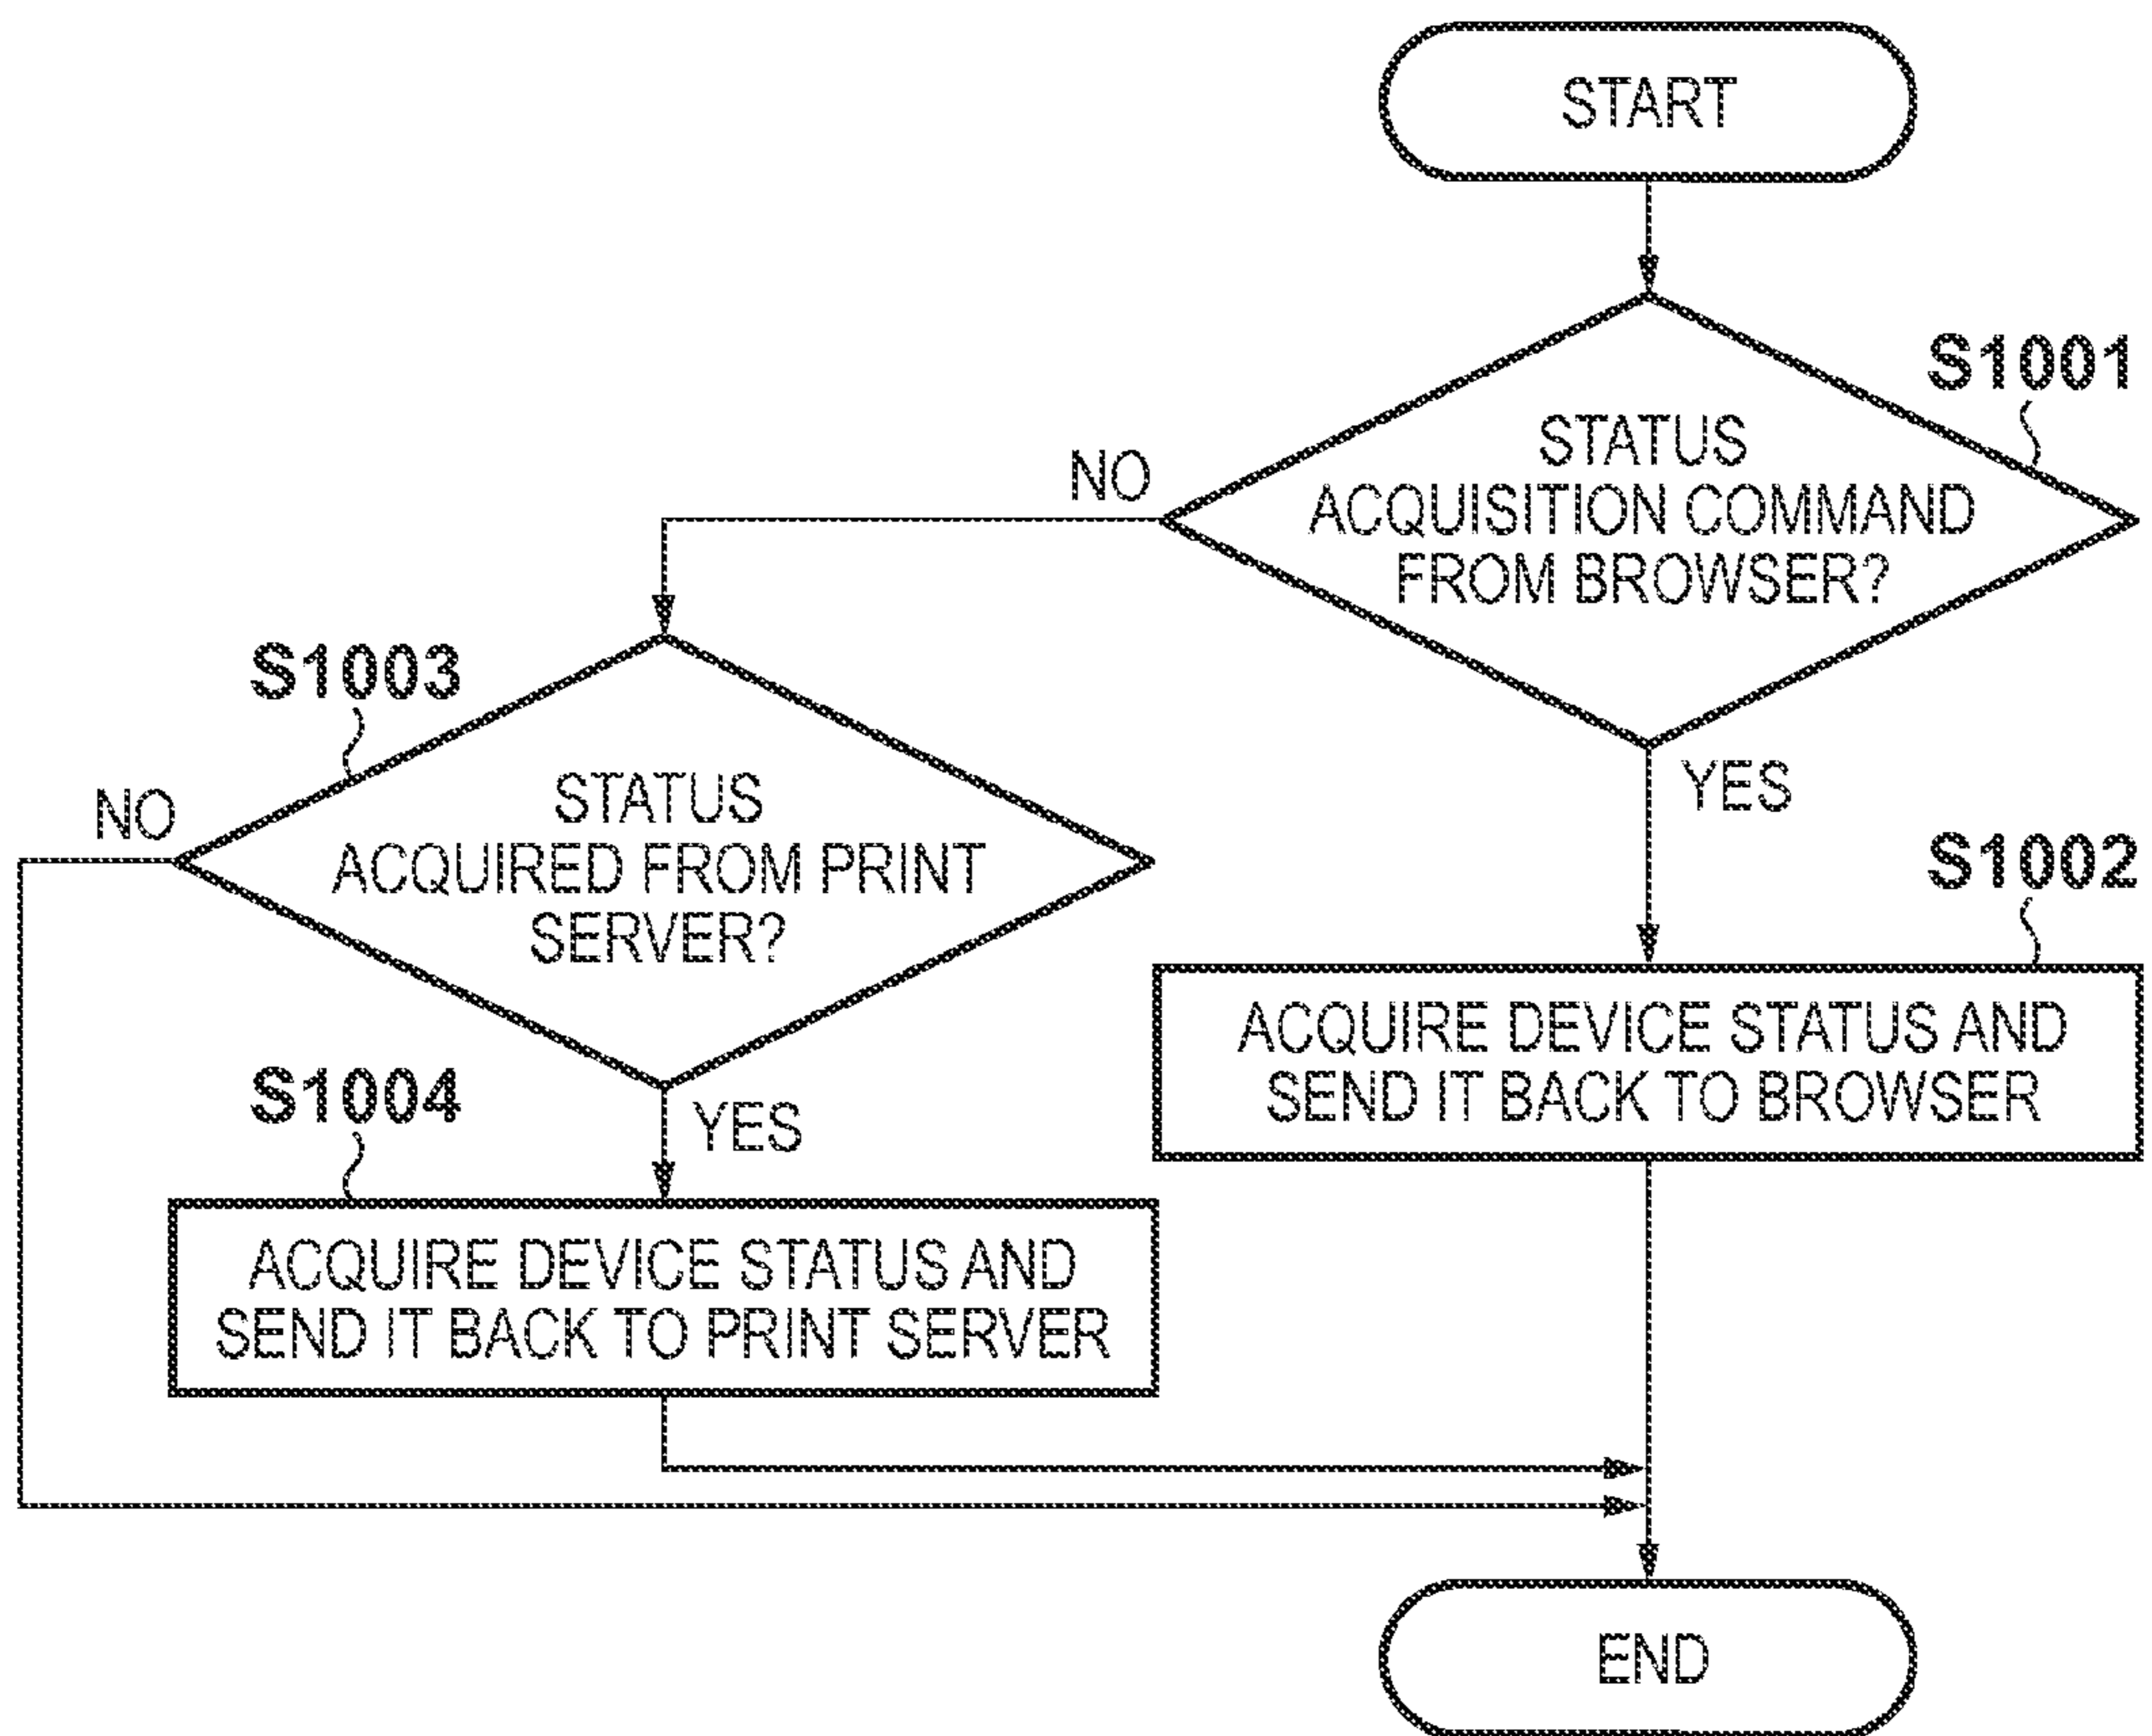 START
S1001
STATUS
ACQUISITION COMMAND
FROM BROWSER?
NO
YES
S1003
STATUS
ACQUIRED FROM PRINT
SERVER?
NO
YES
S1002
ACQUIRE DEVICE STATUS AND
SEND IT BACK TO BROWSER
S1004
ACQUIRE DEVICE STATUS AND
SEND IT BACK TO PRINT SERVER
END